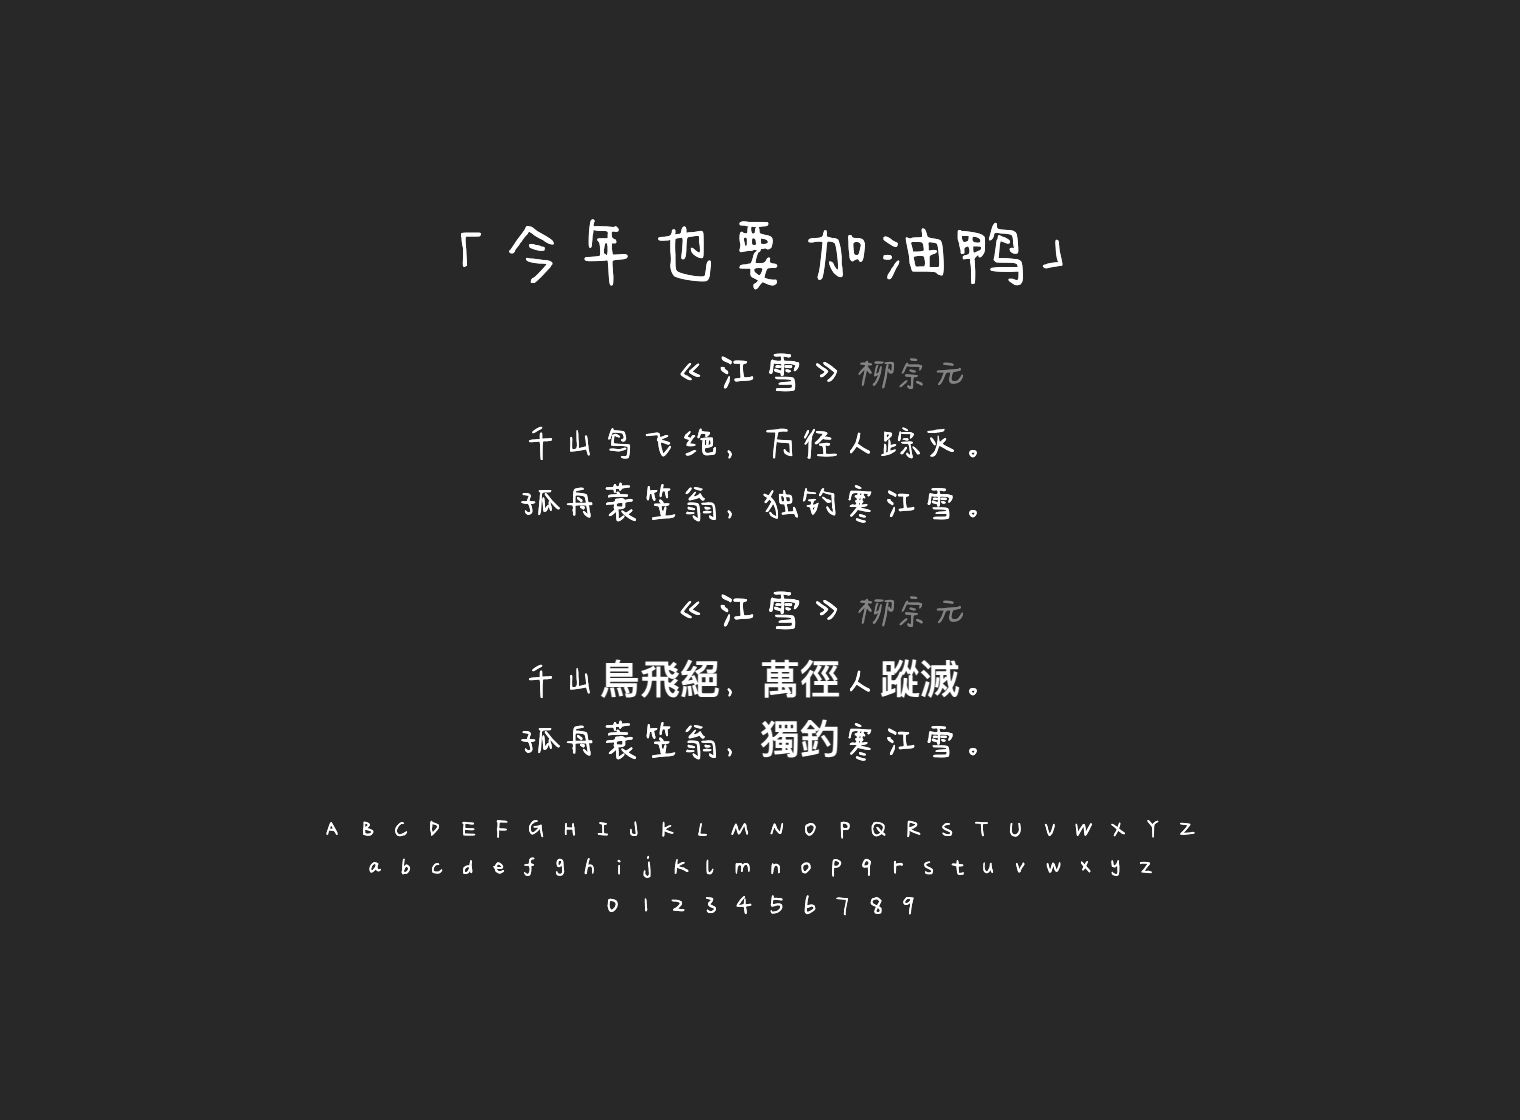 「今年也要加油鸭」
《江雪》柳宗元
千山鸟飞绝，万径人踪灭。
孤舟蓑笠翁，独钓寒江雪。
《江雪》柳宗元
千山鳥飛絕，萬徑人蹤滅。
孤舟蓑笠翁，獨釣寒江雪。
A B C D E F G H I J K L M N O P Q R S T U V W X Y Z
a b c d e f g h i j k l m n o p q r s t u v w x y z
0 1 2 3 4 5 6 7 8 9